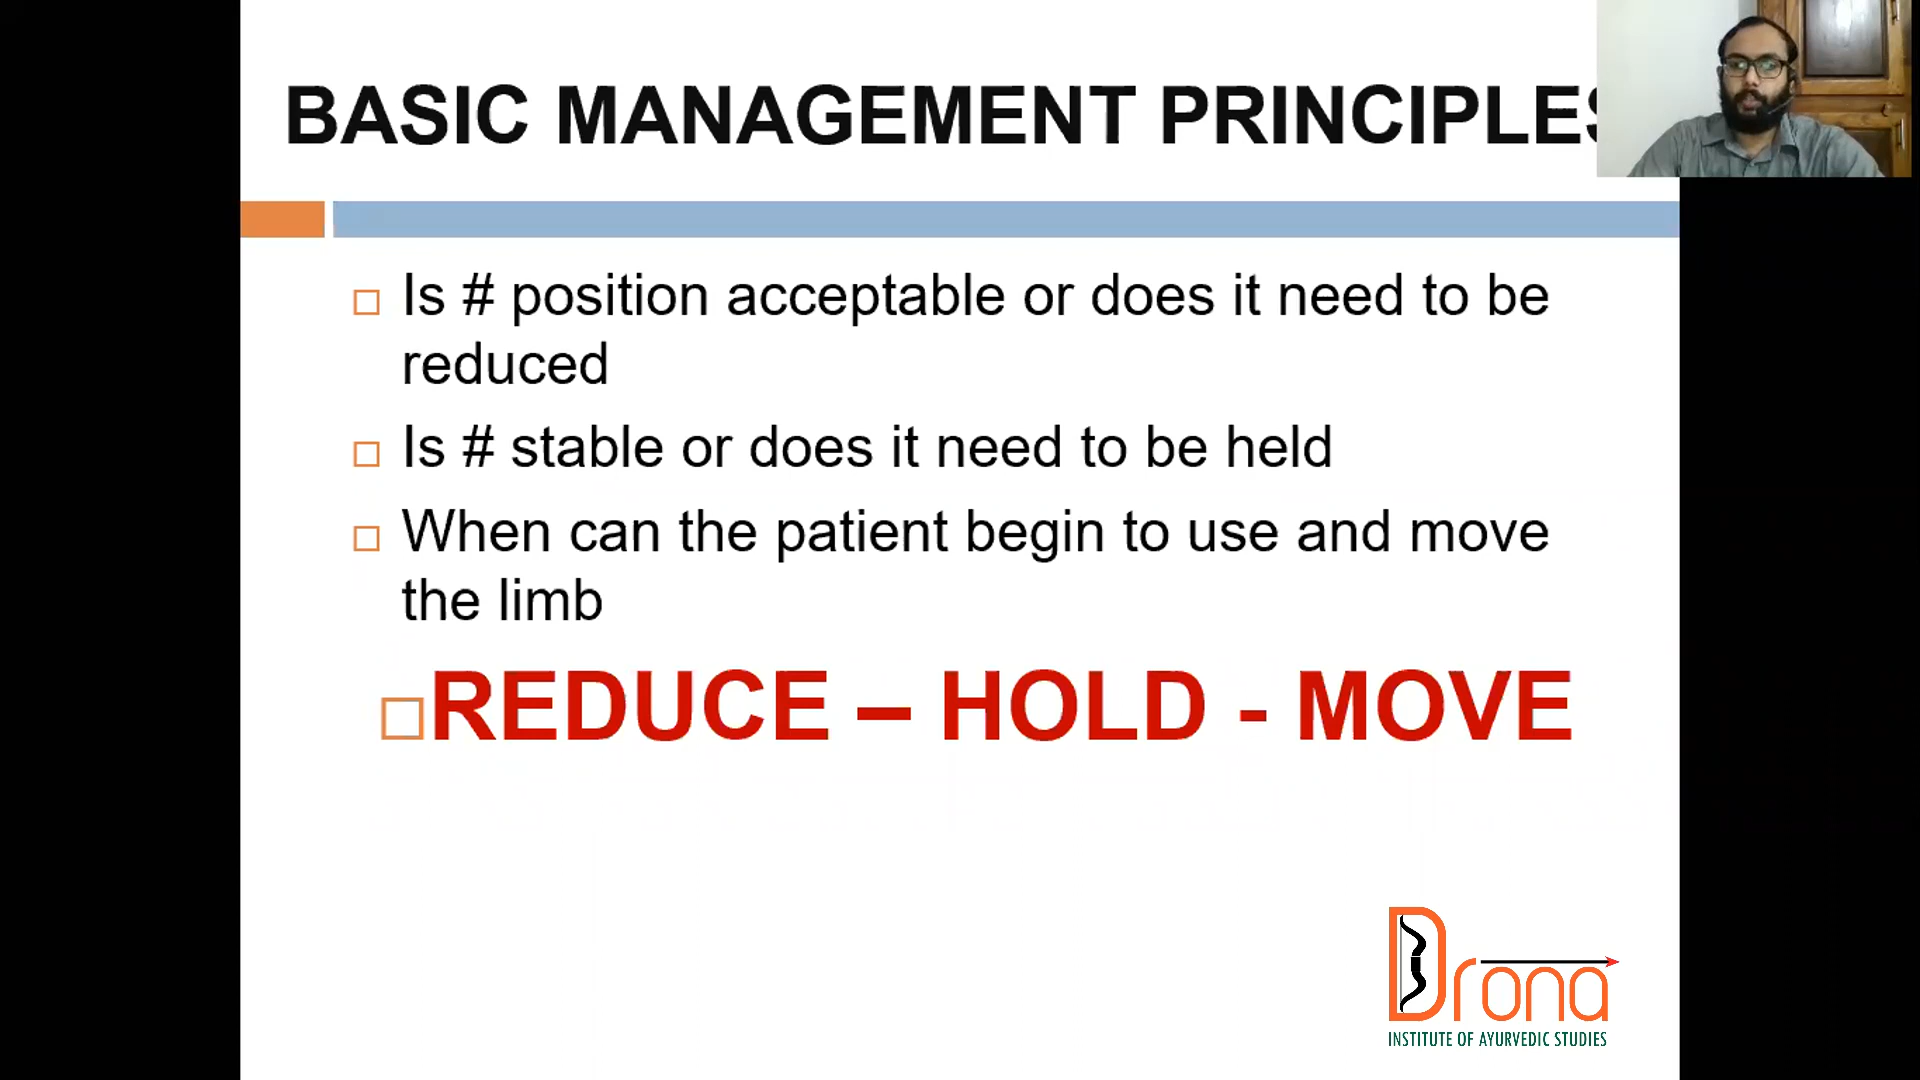 BASIC MANAGEMENT PRINCIPLES
Is # position acceptable or does it need to be
reduced
Is # stable or does it need to be held
When can the patient begin to use and move
the limb
REDUCE – HOLD - MOVE
Drona
INSTITUTE OF AYURVEDIC STUDIES